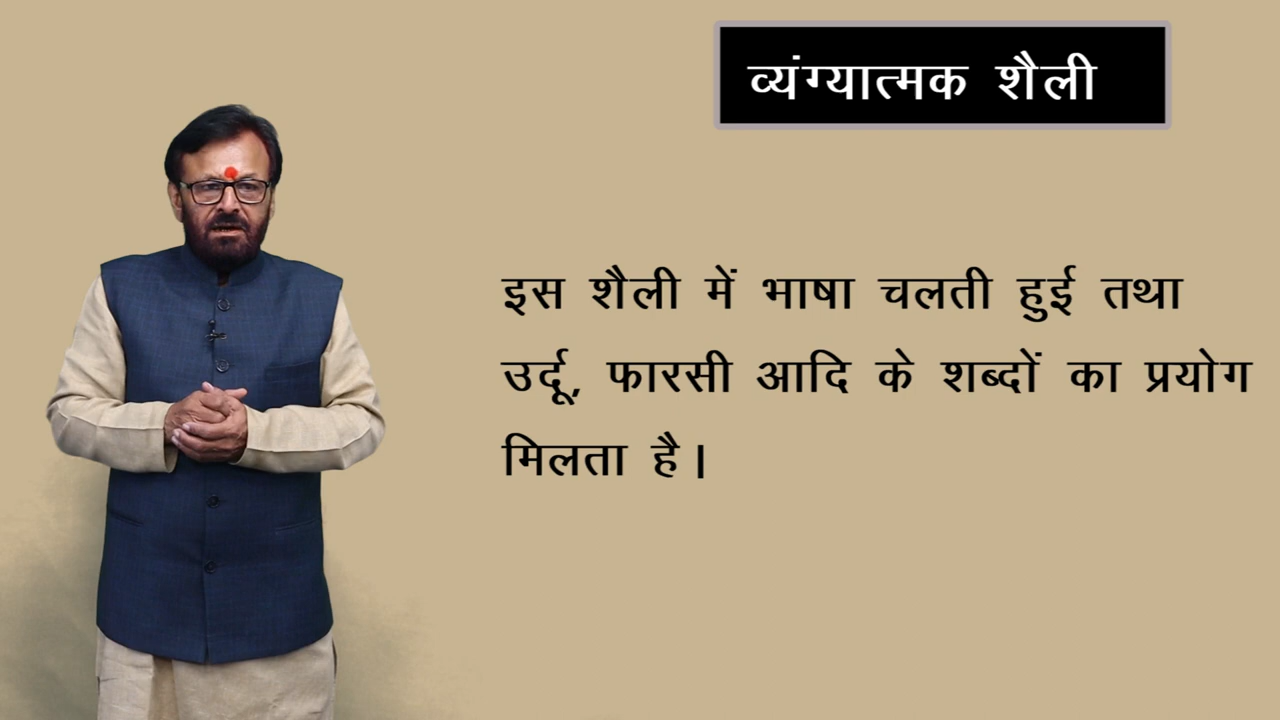 व्यंग्यात्मक शैली
इस शैली में भाषा चलती हुई तथा
उर्दू, फारसी आदि के शब्दों का प्रयोग
मिलता है।